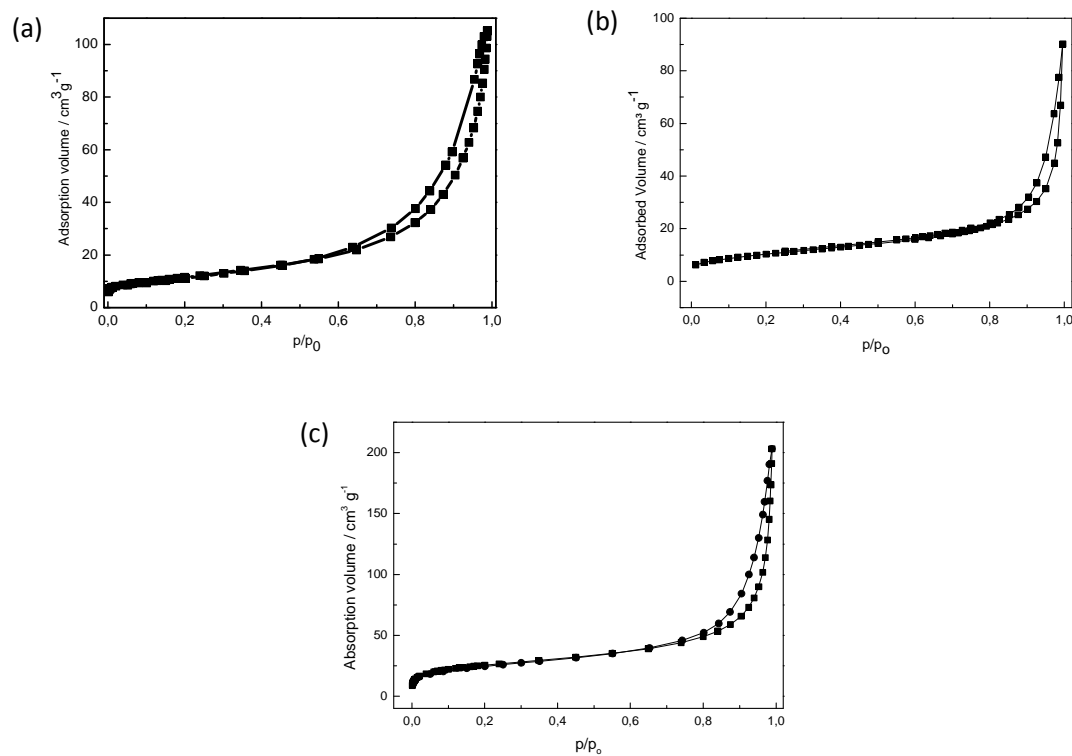 (a)
Adsorption volume / cm³g⁻¹
100
80
60
40
20
0
0,0 0,2 0,4 0,6 0,8 1,0
p/p₀
(b)
Adsorbed Volume / cm³ g⁻¹
100
80
60
40
20
0
0,0 0,2 0,4 0,6 0,8 1,0
p/pₒ
(c)
Absorption volume / cm³ g⁻¹
200
150
100
50
0
0,0 0,2 0,4 0,6 0,8 1,0
p/pₒ